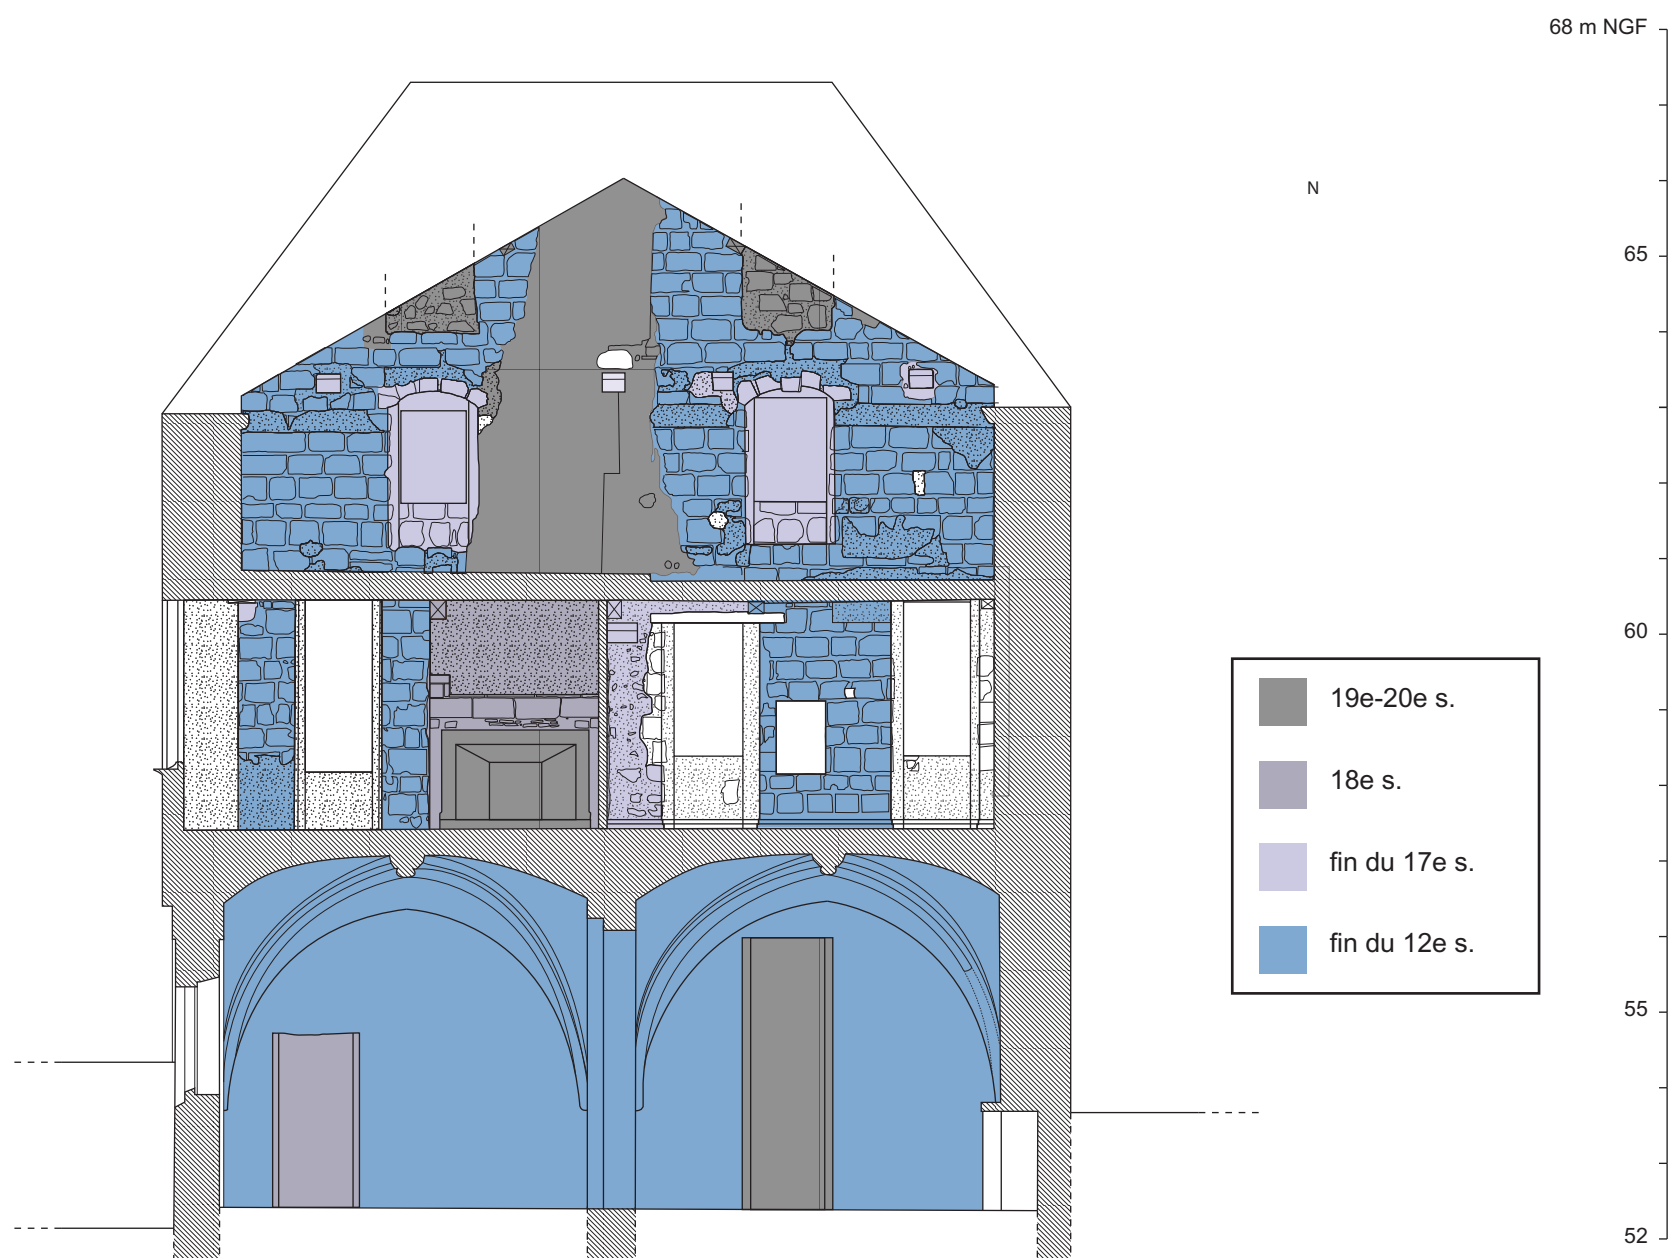 68 m NGF
N
65
60
19e-20e s.
18e s.
fin du 17e s.
fin du 12e s.
55
52